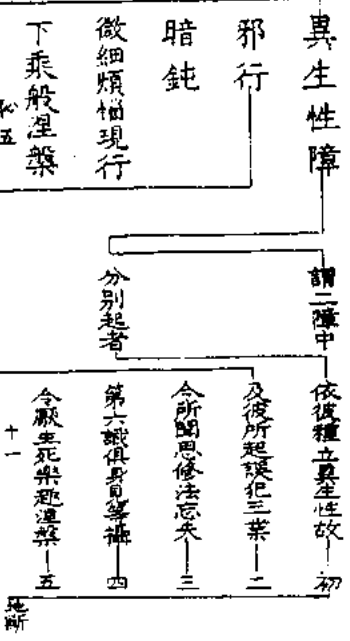 異生性障
邪行
暗鈍
微細煩惱現行
下乘般涅槃
謂二障中
分別起者
依彼種立異生性故
初
及彼所起誤犯三業
二
令所聞思修法忘失
三
第六識俱身見等攝
四
令厭生死樂趣涅槃
五
十一
地斷